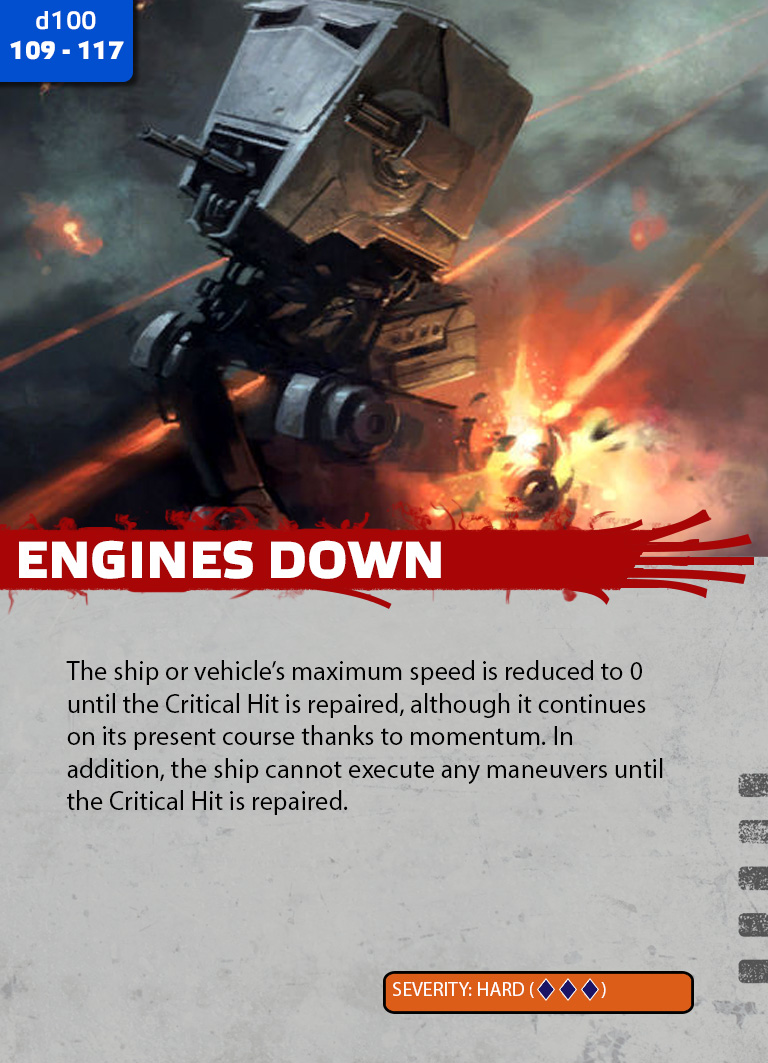 d100
109 - 117
ENGINES DOWN
The ship or vehicle's maximum speed is reduced to 0
until the Critical Hit is repaired, although it continues
on its present course thanks to momentum. In
addition, the ship cannot execute any maneuvers until
the Critical Hit is repaired.
SEVERITY: HARD (♦♦♦)